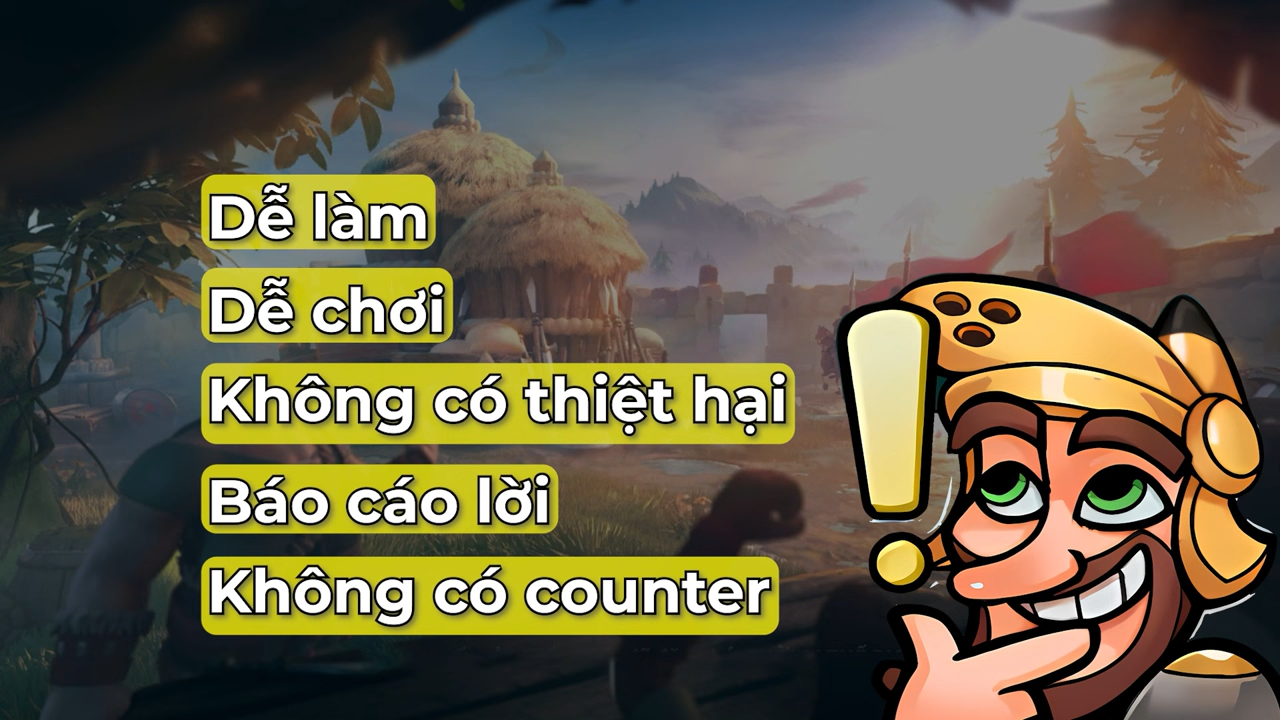 Dễ làm
Dễ chơi
Không có thiệt hại
Báo cáo lời
Không có counter